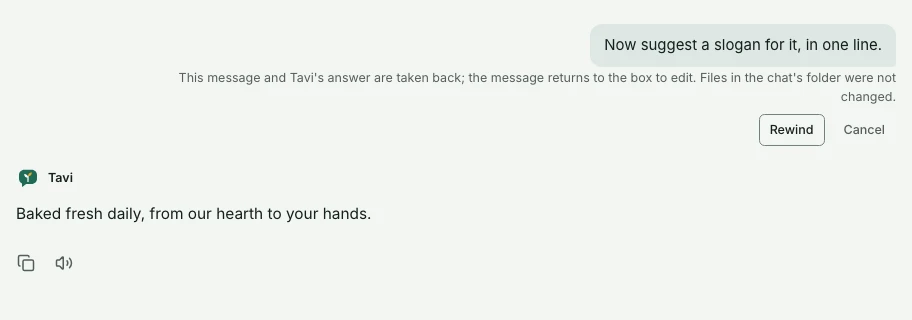 Now suggest a slogan for it, in one line.
This message and Tavi's answer are taken back; the message returns to the box to edit. Files in the chat's folder were not
changed.
Rewind
Cancel
Tavi
Baked fresh daily, from our hearth to your hands.